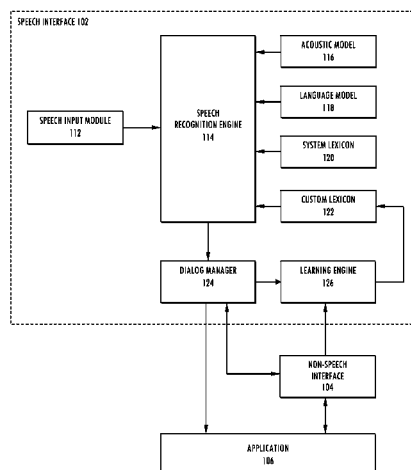 SPEECH INTERFACE 102
ACOUSTIC MODEL
116
LANGUAGE MODEL
118
SPEECH INPUT MODULE
112
SPEECH
RECOGNITION ENGINE
114
SYSTEM LEXICON
120
CUSTOM LEXICON
122
DIALOG MANAGER
124
LEARNING ENGINE
126
NON-SPEECH
INTERFACE
104
APPLICATION
106